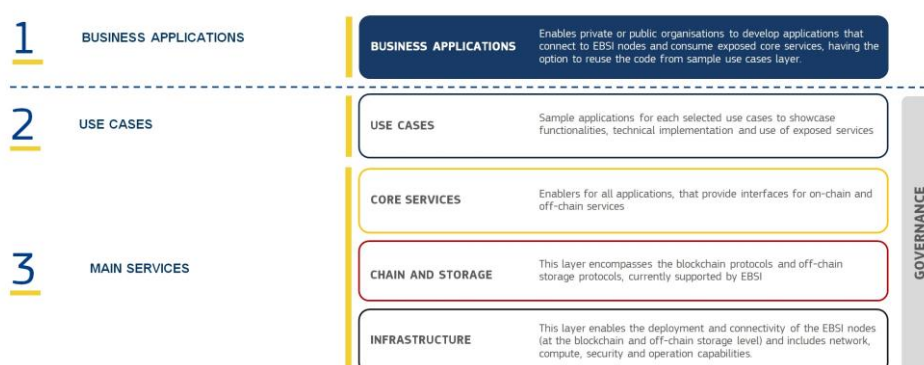 1
BUSINESS APPLICATIONS
BUSINESS APPLICATIONS
Enables private or public organisations to develop applications that
connect to EBSI nodes and consume exposed core services, having the
option to reuse the code from sample use cases layer.
2
USE CASES
USE CASES
Sample applications for each selected use cases to showcase
functionalities, technical implementation and use of exposed services
3
MAIN SERVICES
CORE SERVICES
Enablers for all applications, that provide interfaces for on-chain and
off-chain services
CHAIN AND STORAGE
This layer encompasses the blockchain protocols and off-chain
storage protocols, currently supported by EBSI
INFRASTRUCTURE
This layer enables the deployment and connectivity of the EBSI nodes
(at the blockchain and off-chain storage level) and includes network,
compute, security and operation capabilities.
GOVERNANCE